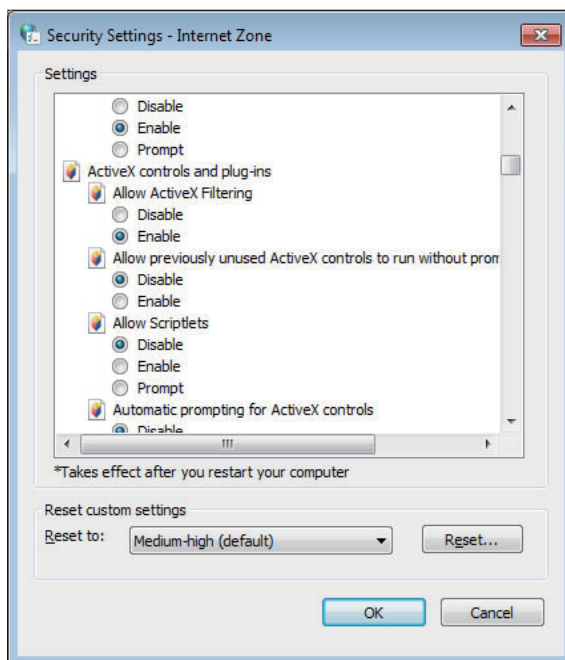 Security Settings - Internet Zone
Settings
Disable
Enable
Prompt
ActiveX controls and plug-ins
Allow ActiveX Filtering
Disable
Enable
Allow previously unused ActiveX controls to run without prom
Disable
Enable
Allow Scriptlets
Disable
Enable
Prompt
Automatic prompting for ActiveX controls
Disable
*Takes effect after you restart your computer
Reset custom settings
Reset to: Medium-high (default) Reset...
OK Cancel